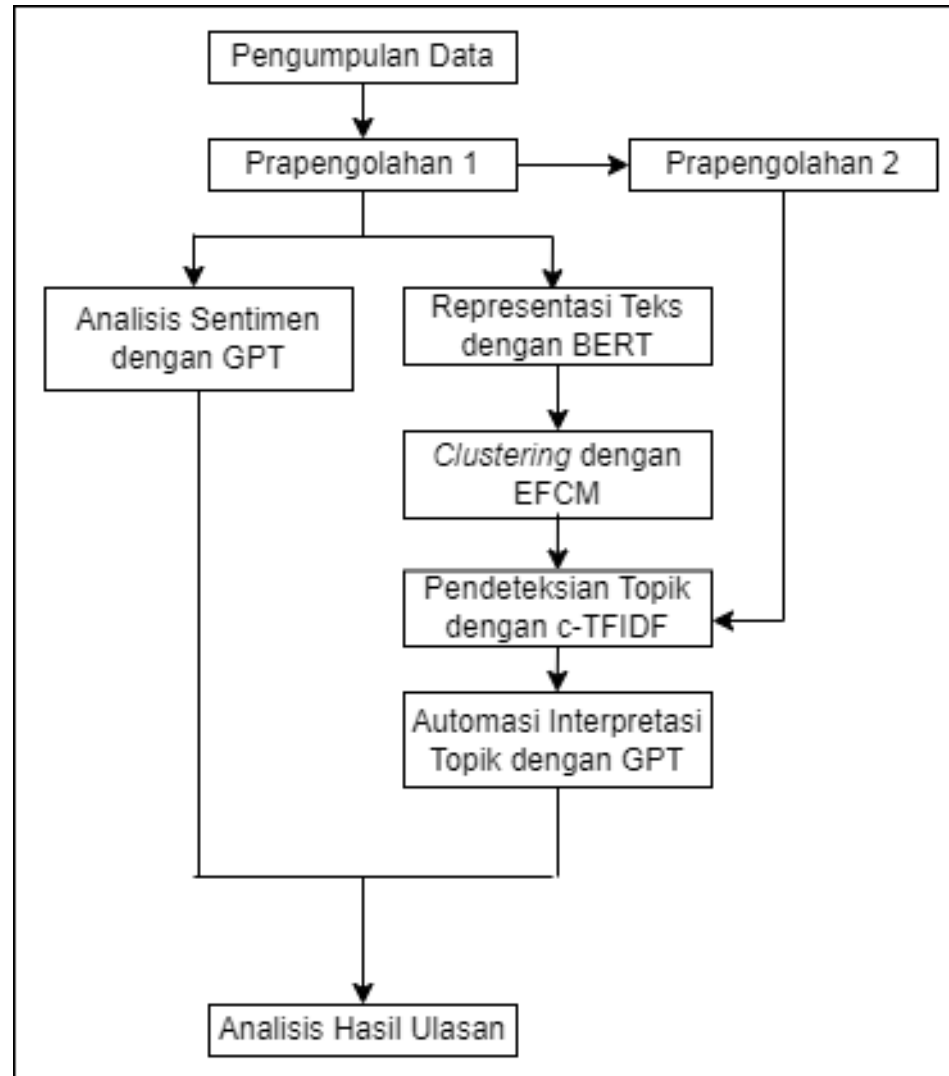 Pengumpulan Data
Prapengolahan 1
Prapengolahan 2
Analisis Sentimen
dengan GPT
Representasi Teks
dengan BERT
Clustering dengan
EFCM
Pendeteksian Topik
dengan c-TFIDF
Automasi Interpretasi
Topik dengan GPT
Analisis Hasil Ulasan